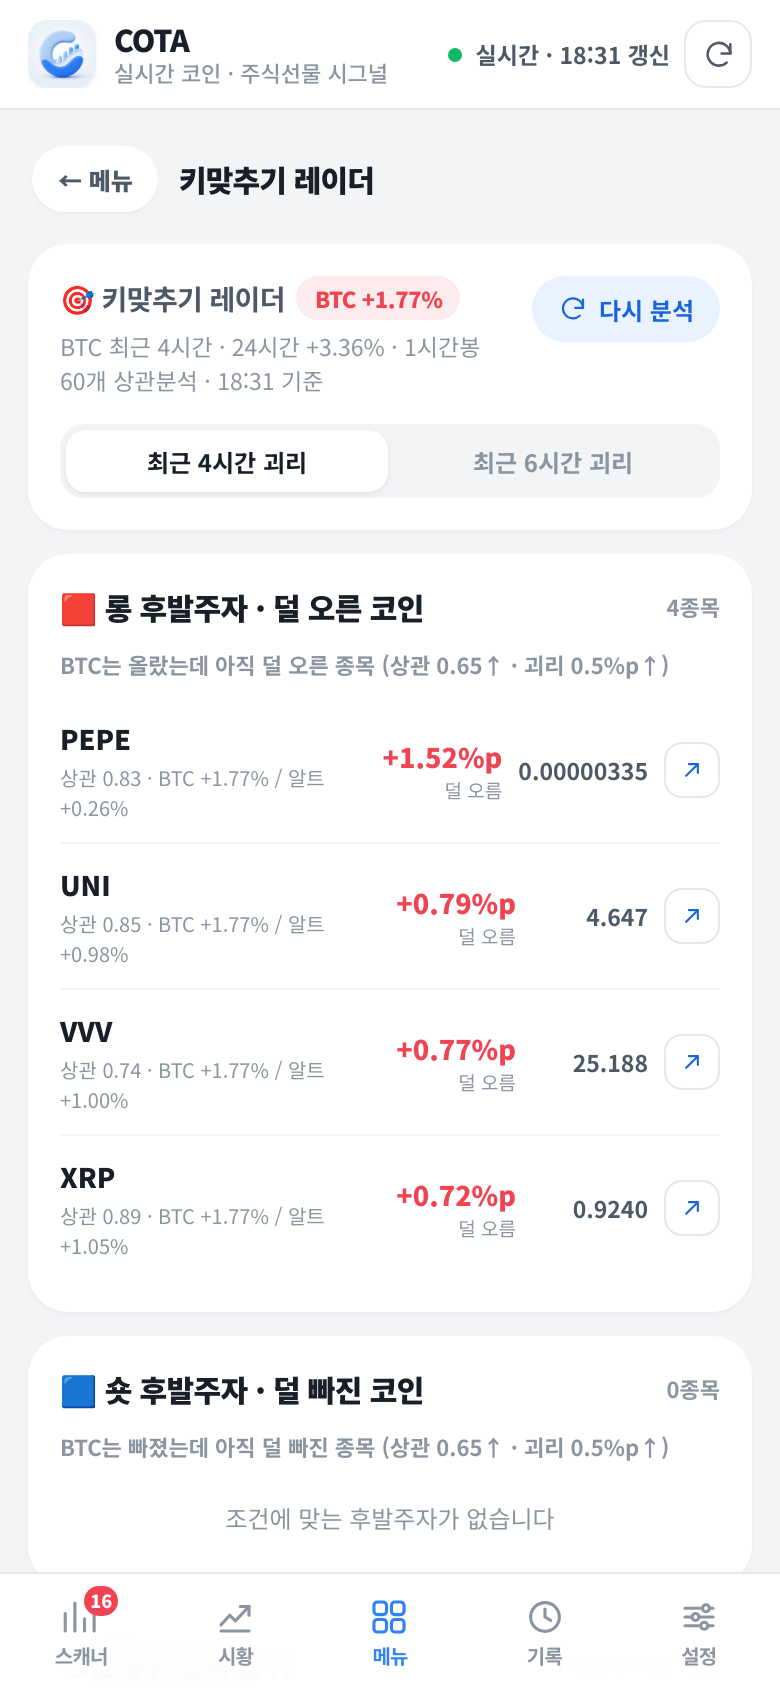 COTA
실시간 코인 · 주식선물 시그널
실시간 · 18:31 갱신
← 메뉴
키맞추기 레이더
키맞추기 레이더
BTC +1.77%
다시 분석
BTC 최근 4시간 · 24시간 +3.36% · 1시간봉
60개 상관분석 · 18:31 기준
최근 4시간 괴리
최근 6시간 괴리
롱 후발주자 · 덜 오른 코인
4종목
BTC는 올랐는데 아직 덜 오른 종목 (상관 0.65↑ · 괴리 0.5%p↑)
PEPE
상관 0.83 · BTC +1.77% / 알트
+0.26%
+1.52%p
덜 오름
0.00000335
UNI
상관 0.85 · BTC +1.77% / 알트
+0.98%
+0.79%p
덜 오름
4.647
VVV
상관 0.74 · BTC +1.77% / 알트
+1.00%
+0.77%p
덜 오름
25.188
XRP
상관 0.89 · BTC +1.77% / 알트
+1.05%
+0.72%p
덜 오름
0.9240
숏 후발주자 · 덜 빠진 코인
0종목
BTC는 빠졌는데 아직 덜 빠진 종목 (상관 0.65↑ · 괴리 0.5%p↑)
조건에 맞는 후발주자가 없습니다
16
스캐너
시황
메뉴
기록
설정